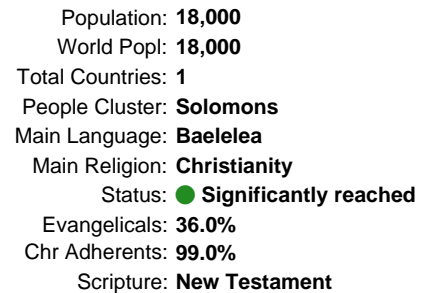 Population: 18,000
World Popl: 18,000
Total Countries: 1
People Cluster: Solomons
Main Language: Baelelea
Main Religion: Christianity
Status: Significantly reached
Evangelicals: 36.0%
Chr Adherents: 99.0%
Scripture: New Testament